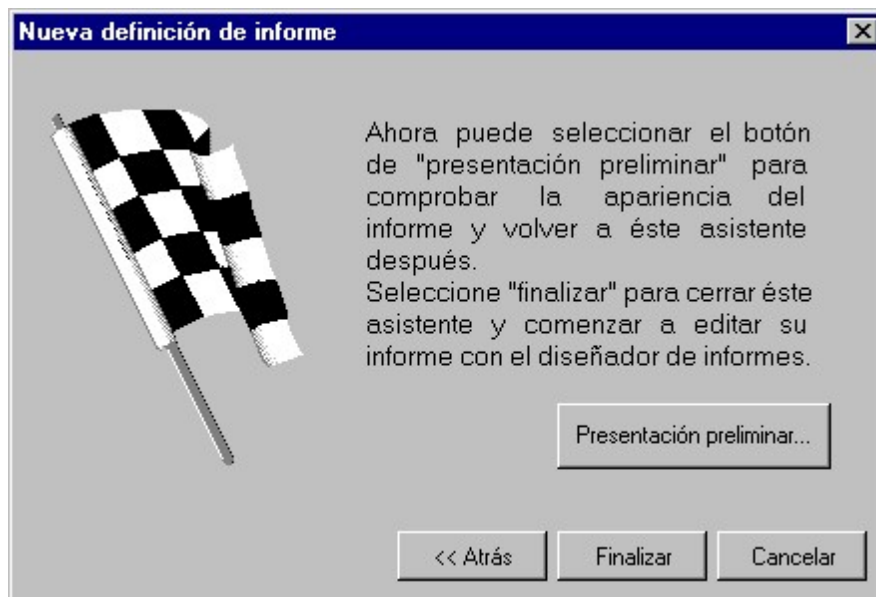 Nueva definición de informe
Ahora puede seleccionar el botón
de "presentación preliminar" para
comprobar la apariencia del
informe y volver a éste asistente
después.
Seleccione "finalizar" para cerrar éste
asistente y comenzar a editar su
informe con el diseñador de informes.
Presentación preliminar...
<< Atrás
Finalizar
Cancelar